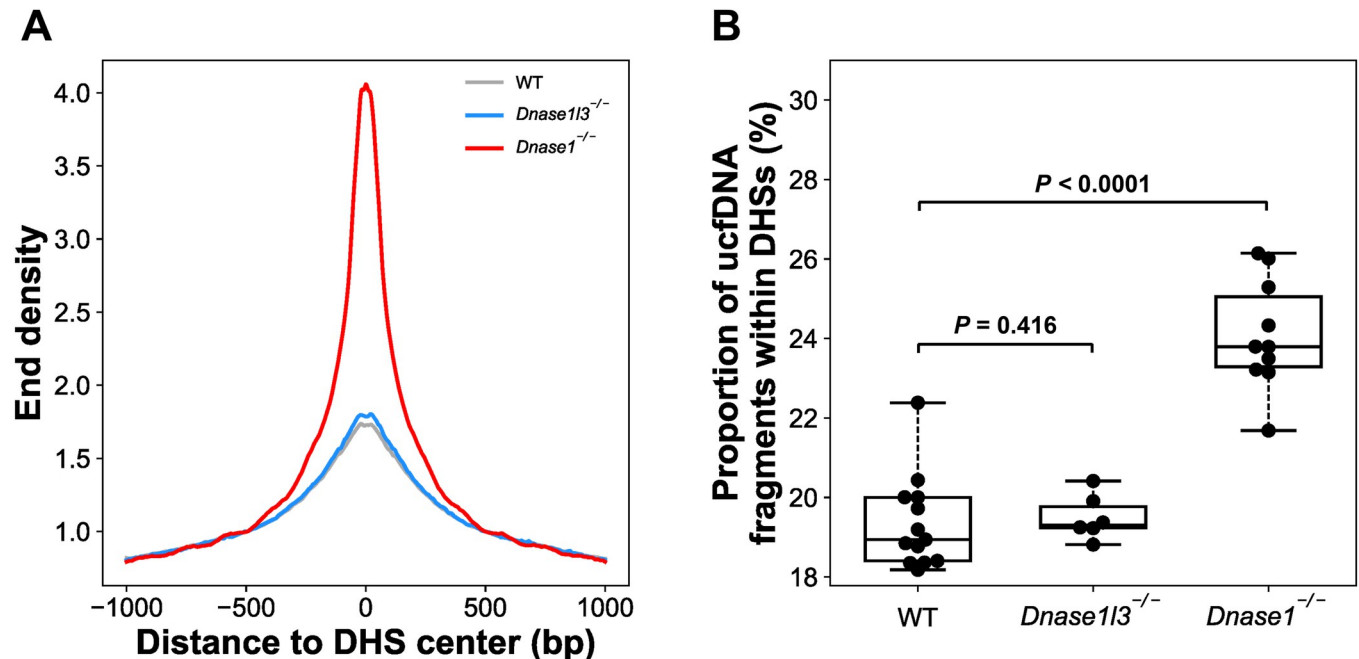 A
End density
4.0
3.5
3.0
2.5
2.0
1.5
1.0
WT
Dnase1l3−/−
Dnase1−/−
−1000
−500
0
500
1000
Distance to DHS center (bp)
B
Proportion of ucfDNA
fragments within DHSs (%)
30
28
26
24
22
20
18
P < 0.0001
P = 0.416
WT
Dnase1l3−/−
Dnase1−/−